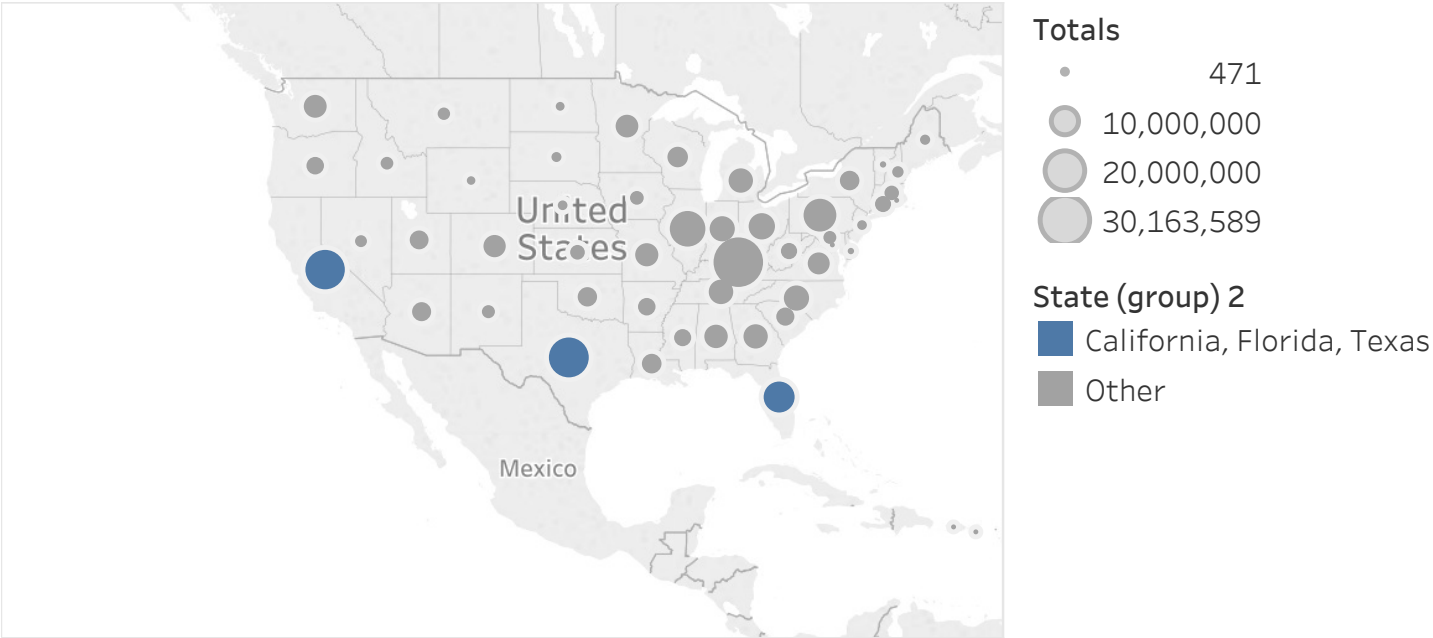 United
States
Mexico
Totals
471
10,000,000
20,000,000
30,163,589
State (group) 2
California, Florida, Texas
Other